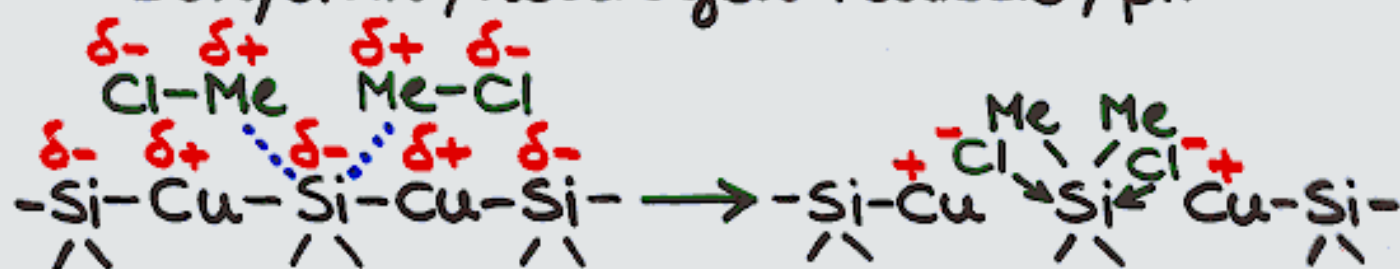 δ- δ+ δ+ δ-
Cl-Me Me-Cl
δ- δ+ δ- δ+ δ-
-Si-Cu-Si-Cu-Si- → -Si-Cu Si Cu-Si-
Me Me
- Cl Cl -
+ +